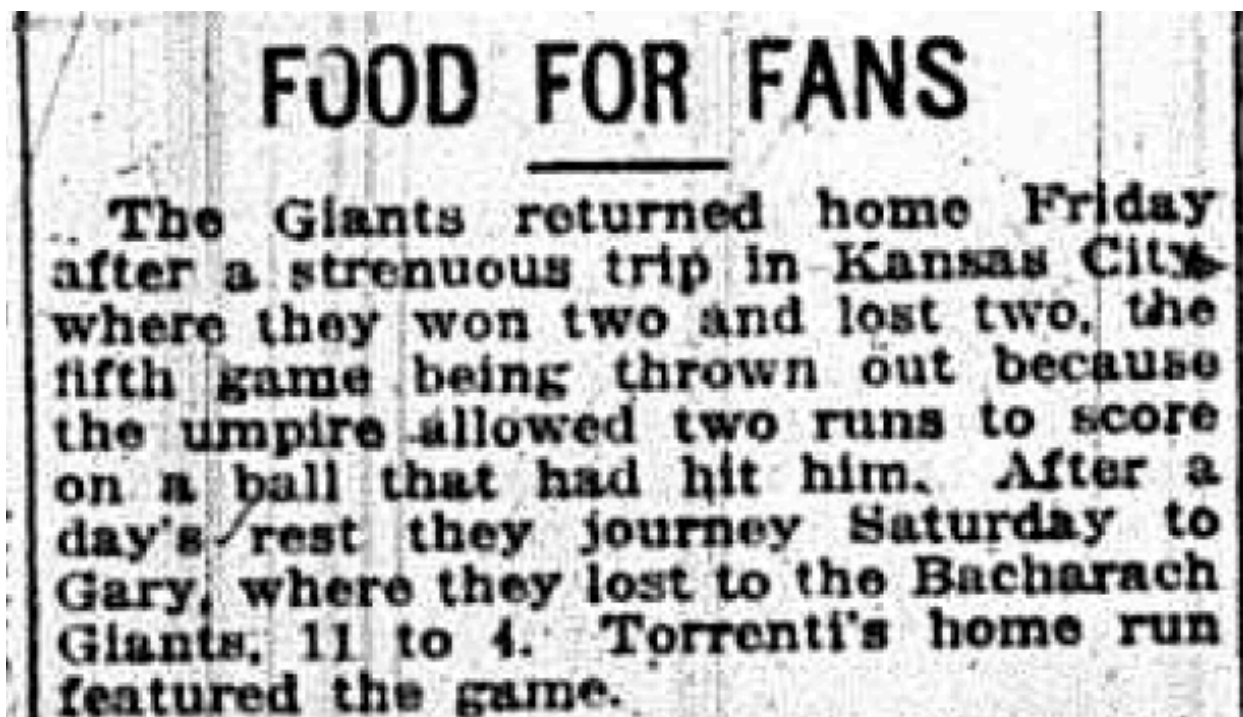 FOOD FOR FANS
The Giants returned home Friday
after a strenuous trip in Kansas City
where they won two and lost two, the
fifth game being thrown out because
the umpire allowed two runs to score
on a ball that had hit him. After a
day's rest they journey Saturday to
Gary, where they lost to the Bacharach
Giants, 11 to 4. Torrenti's home run
featured the game.